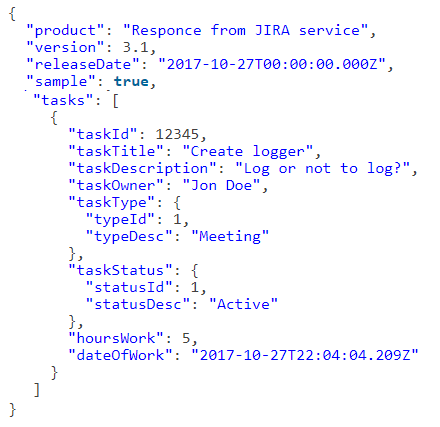 {
  "product": "Responce from JIRA service",
  "version": 3.1,
  "releaseDate": "2017-10-27T00:00:00.000Z",
  "sample": true,
  "tasks": [
    {
      "taskId": 12345,
      "taskTitle": "Create logger",
      "taskDescription": "Log or not to log?",
      "taskOwner": "Jon Doe",
      "taskType": {
        "typeId": 1,
        "typeDesc": "Meeting"
      },
      "taskStatus": {
        "statusId": 1,
        "statusDesc": "Active"
      },
      "hoursWork": 5,
      "dateOfWork": "2017-10-27T22:04:04.209Z"
    }
  ]
}